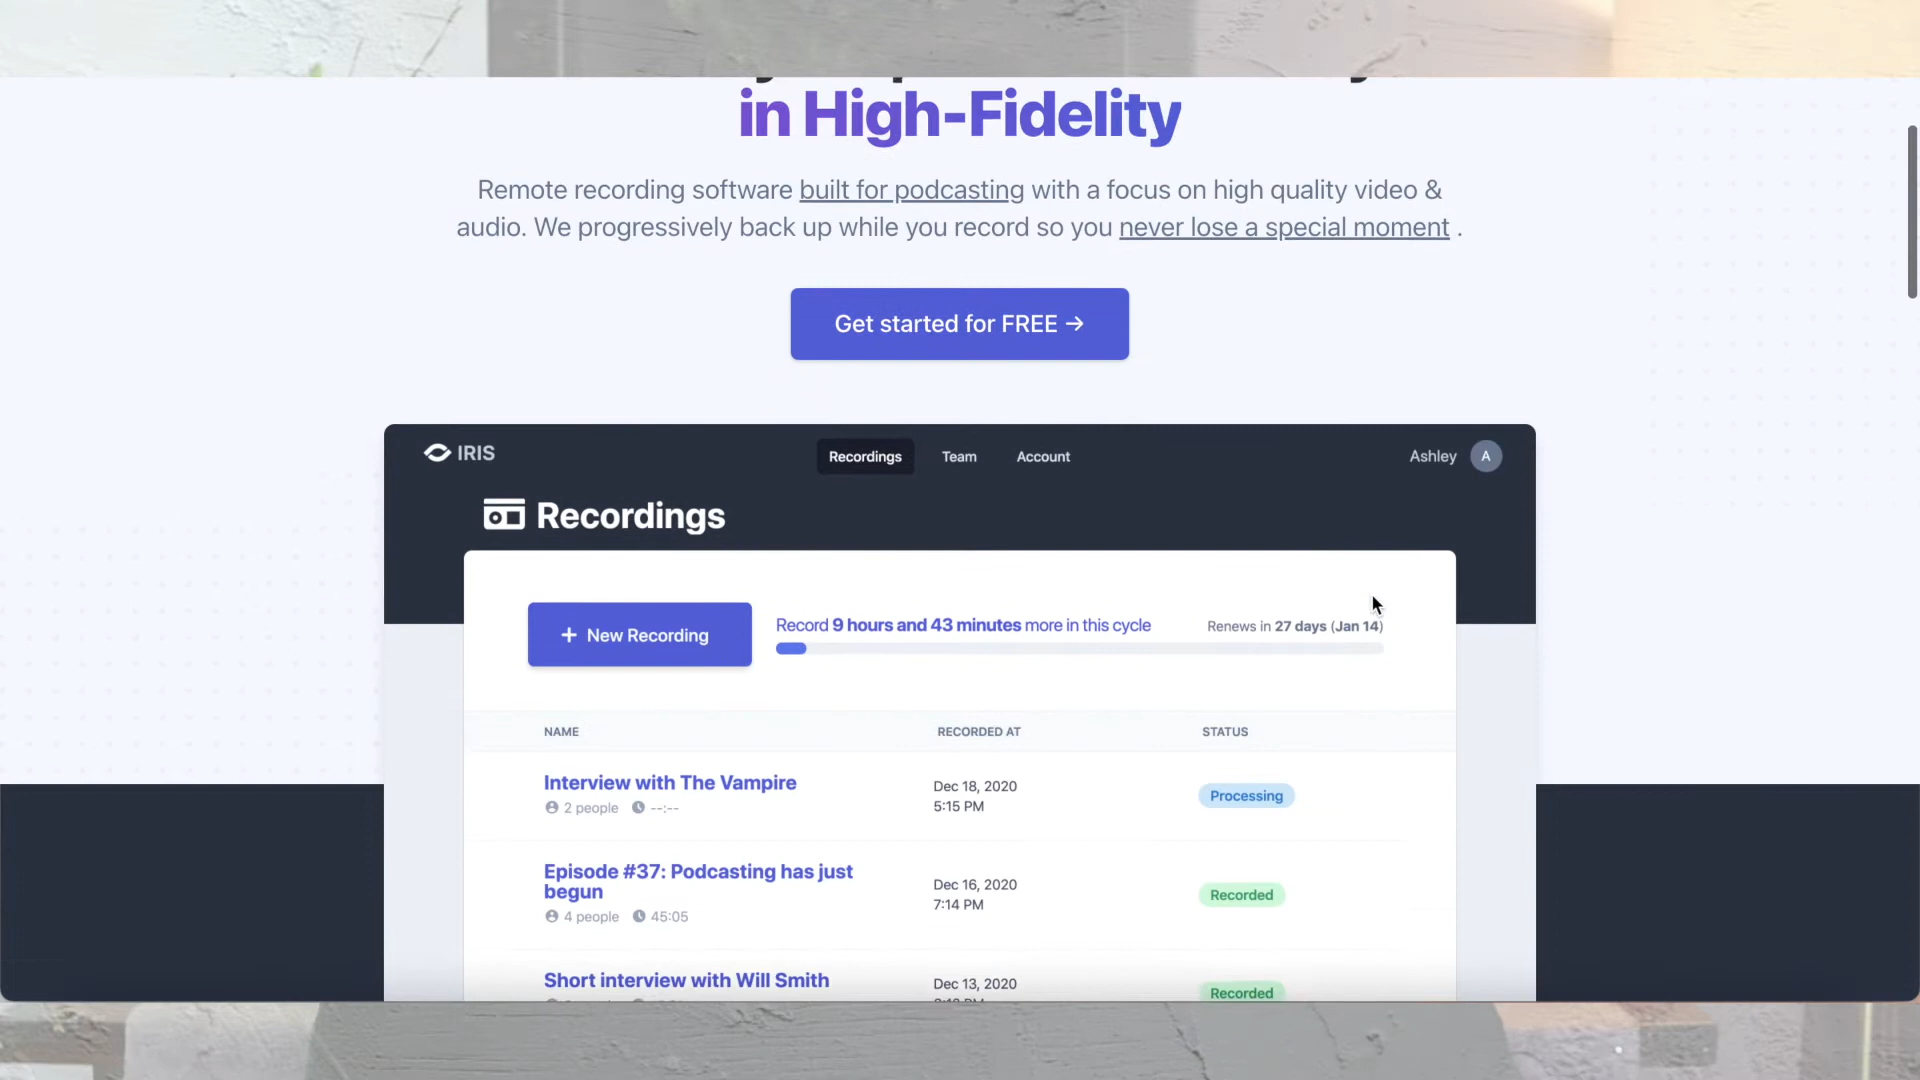 in High-Fidelity
Remote recording software built for podcasting with a focus on high quality video &
audio. We progressively back up while you record so you never lose a special moment .
Get started for FREE →
IRIS
Recordings
Team
Account
Ashley
A
Recordings
+ New Recording
Record 9 hours and 43 minutes more in this cycle
Renews in 27 days (Jan 14)
NAME
RECORDED AT
STATUS
Interview with The Vampire
2 people
--:--
Dec 18, 2020
5:15 PM
Processing
Episode #37: Podcasting has just
begun
4 people
45:05
Dec 16, 2020
7:14 PM
Recorded
Short interview with Will Smith
Dec 13, 2020
Recorded